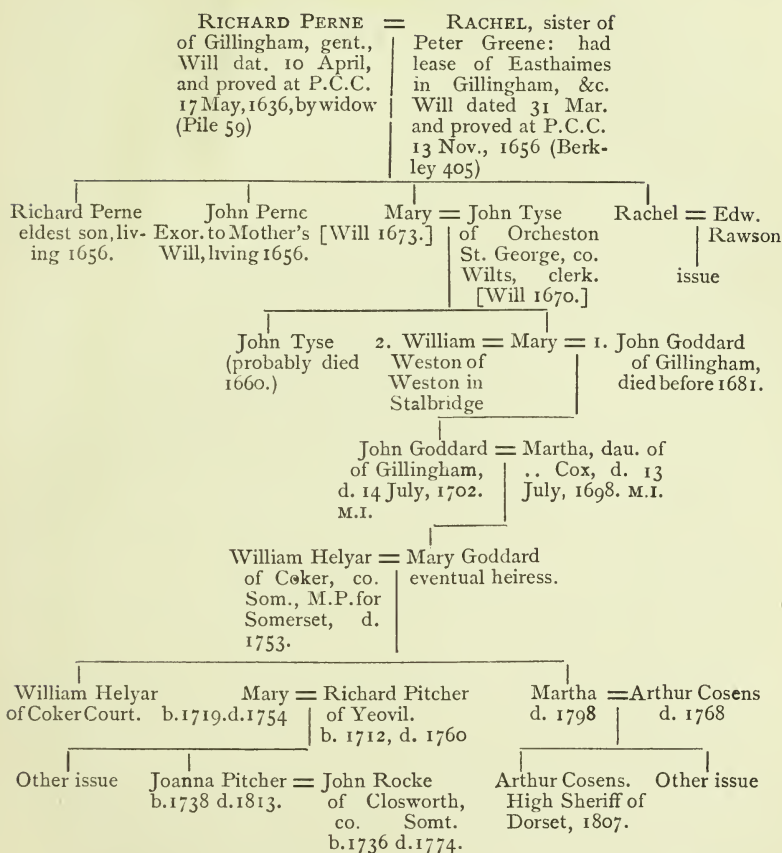 RICHARD PERNE =
of Gillingham, gent.,
Will dat. 10 April,
and proved at P.C.C.
17 May, 1636, by widow
(Pile 59)
RACHEL, sister of
Peter Greene: had
lease of Easthaimes
in Gillingham, &c.
Will dated 31 Mar.
and proved at P.C.C.
13 Nov., 1656 (Berk-
ley 405)
Richard Perne
eldest son, liv-
ing 1656.
John Perne
Exor. to Mother's
Will, living 1656.
Mary =
[Will 1673.]
John Tyse
of Orcheston
St. George, co.
Wilts, clerk.
[Will 1670.]
Rachel = Edw.
Rawson
issue
John Tyse
(probably died
1660.)
2. William = Mary = 1. John Goddard
Weston of
Weston in
Stalbridge
of Gillingham,
died before 1681.
John Goddard =
of Gillingham,
d. 14 July, 1702.
M.I.
Martha, dau. of
.. Cox, d. 13
July, 1698. M.I.
William Helyar =
of Coker, co.
Som., M.P. for
Somerset, d.
1753.
Mary Goddard
eventual heiress.
William Helyar
of Coker Court.
Mary =
b. 1719. d. 1754
Richard Pitcher
of Yeovil.
b. 1712, d. 1760
Martha =
d. 1798
Arthur Cosens
d. 1768
Other issue
Joanna Pitcher =
b. 1738 d. 1813.
John Rocke
of Closworth,
co. Somt.
b. 1736 d. 1774.
Arthur Cosens.
High Sheriff of
Dorset, 1807.
Other issue